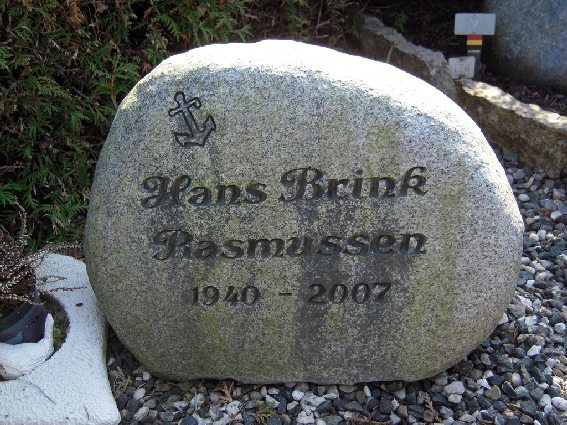 Hans Brink
Rasmussen
1940 - 2007